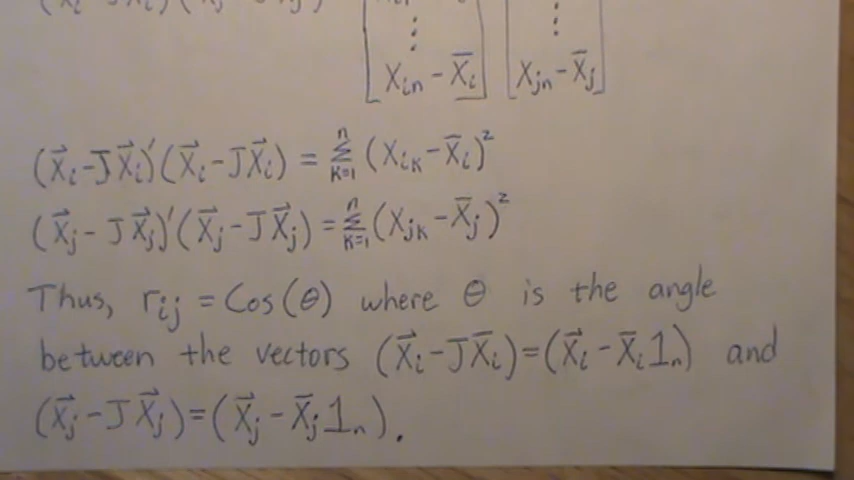 ⋮ ⋮
X_in - X̄_i X_jn - X̄_j
(X⃗_i - JX⃗_i)'(X⃗_i - JX⃗_i) = Σ_{k=1}^{n} (X_ik - X̄_i)²
(X⃗_j - JX⃗_j)'(X⃗_j - JX⃗_j) = Σ_{k=1}^{n} (X_jk - X̄_j)²
Thus, r_ij = Cos(θ) where θ is the angle
between the vectors (X⃗_i - JX̄_i) = (X⃗_i - X̄_i 1_n) and
(X⃗_j - JX⃗_j) = (X⃗_j - X̄_j 1_n).